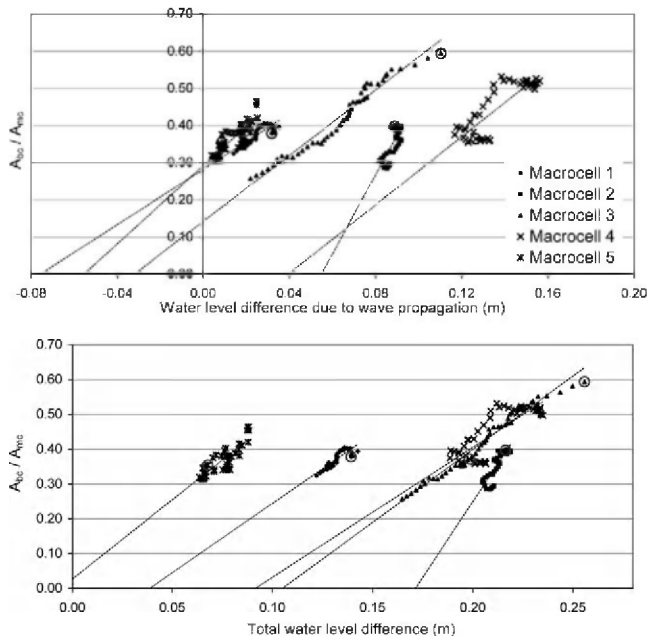 0.70
0.60
0.50
0.40
0.30
0.20
0.10
0.00
A_bc / A_mc
Macrocell 1
Macrocell 2
Macrocell 3
Macrocell 4
Macrocell 5
-0.08 -0.04 0.00 0.04 0.08 0.12 0.16 0.20
Water level difference due to wave propagation (m)
0.70
0.60
0.50
0.40
0.30
0.20
0.10
0.00
A_bc / A_mc
0.00 0.05 0.10 0.15 0.20 0.25
Total water level difference (m)